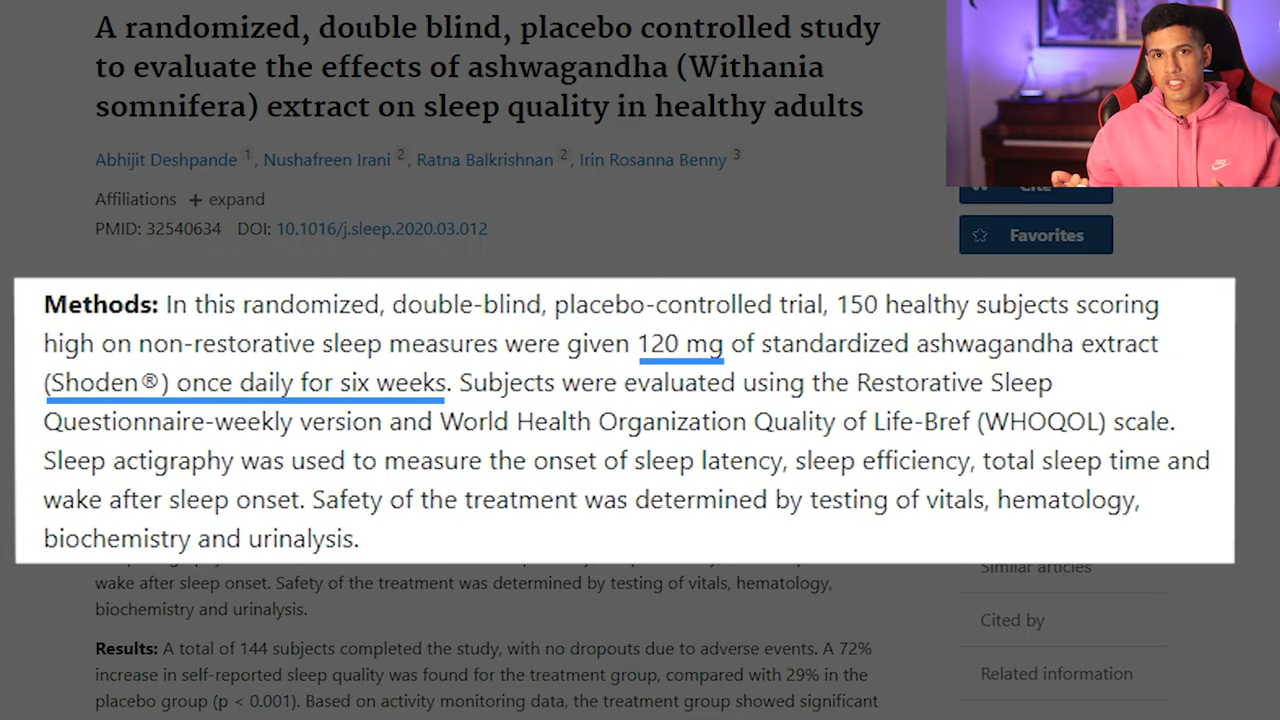 A randomized, double blind, placebo controlled study
to evaluate the effects of ashwagandha (Withania
somnifera) extract on sleep quality in healthy adults
Abhijit Deshpande 1, Nushafreen Irani 2, Ratna Balkrishnan 2, Irin Rosanna Benny 3
Affiliations + expand
PMID: 32540634 DOI: 10.1016/j.sleep.2020.03.012
Cite
Favorites
Methods: In this randomized, double-blind, placebo-controlled trial, 150 healthy subjects scoring
high on non-restorative sleep measures were given 120 mg of standardized ashwagandha extract
(Shoden®) once daily for six weeks. Subjects were evaluated using the Restorative Sleep
Questionnaire-weekly version and World Health Organization Quality of Life-Bref (WHOQOL) scale.
Sleep actigraphy was used to measure the onset of sleep latency, sleep efficiency, total sleep time and
wake after sleep onset. Safety of the treatment was determined by testing of vitals, hematology,
biochemistry and urinalysis.
wake after sleep onset. Safety of the treatment was determined by testing of vitals, hematology,
biochemistry and urinalysis.
Results: A total of 144 subjects completed the study, with no dropouts due to adverse events. A 72%
increase in self-reported sleep quality was found for the treatment group, compared with 29% in the
placebo group (p < 0.001). Based on activity monitoring data, the treatment group showed significant
Similar articles
Cited by
Related information